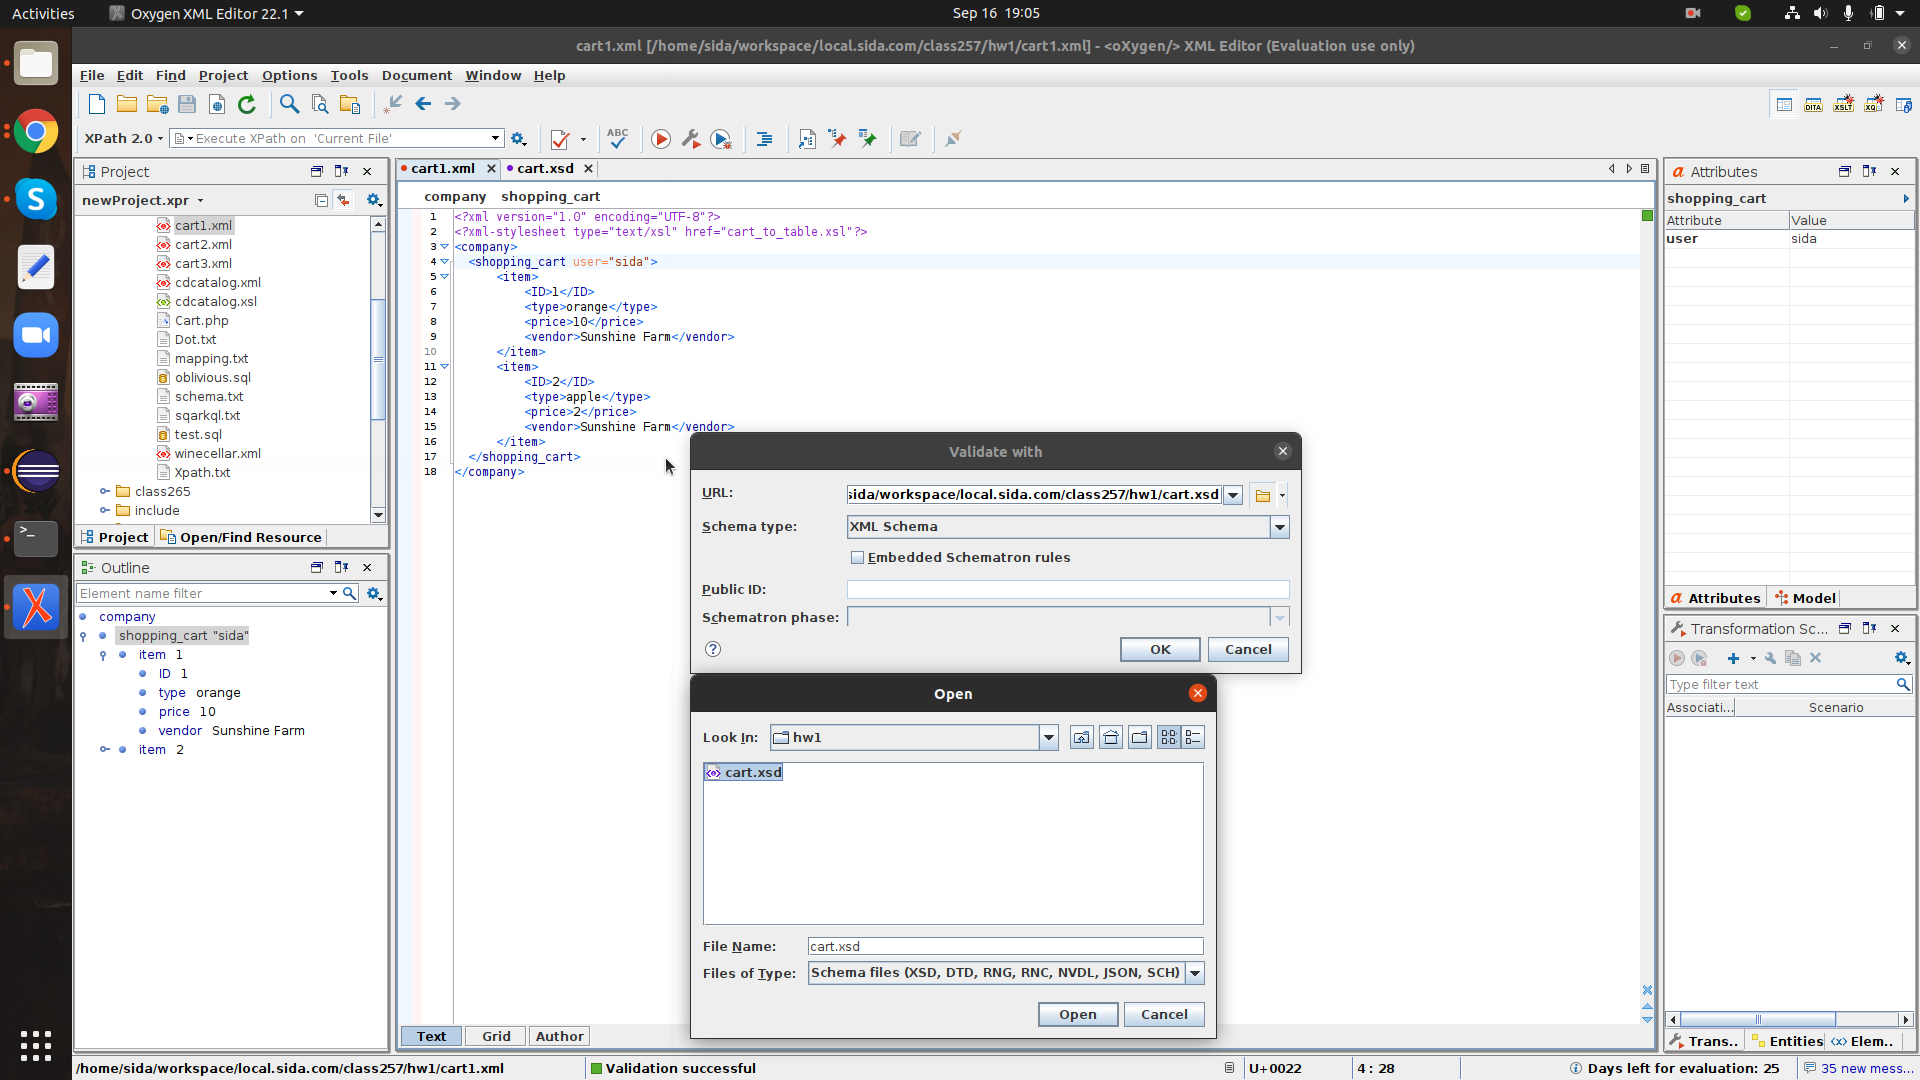 Activities
Oxygen XML Editor 22.1
Sep 16  19:05
cart1.xml [/home/sida/workspace/local.sida.com/class257/hw1/cart1.xml] - <oXygen/> XML Editor (Evaluation use only)
File Edit Find Project Options Tools Document Window Help
XPath 2.0
Execute XPath on  'Current File'
ABC
DITA
XSLT
XQ
Project
newProject.xpr
cart1.xml
cart2.xml
cart3.xml
cdcatalog.xml
cdcatalog.xsl
Cart.php
Dot.txt
mapping.txt
oblivious.sql
schema.txt
sqarkql.txt
test.sql
winecellar.xml
Xpath.txt
class265
include
Project
Open/Find Resource
Outline
Element name filter
company
shopping_cart "sida"
item 1
ID 1
type orange
price 10
vendor Sunshine Farm
item 2
cart1.xml
cart.xsd
company shopping_cart
1 <?xml version="1.0" encoding="UTF-8"?>
2 <?xml-stylesheet type="text/xsl" href="cart_to_table.xsl"?>
3 <company>
4 <shopping_cart user="sida">
5 <item>
6 <ID>1</ID>
7 <type>orange</type>
8 <price>10</price>
9 <vendor>Sunshine Farm</vendor>
10 </item>
11 <item>
12 <ID>2</ID>
13 <type>apple</type>
14 <price>2</price>
15 <vendor>Sunshine Farm</vendor>
16 </item>
17 </shopping_cart>
18 </company>
Validate with
URL: sida/workspace/local.sida.com/class257/hw1/cart.xsd
Schema type: XML Schema
Embedded Schematron rules
Public ID:
Schematron phase:
?
OK
Cancel
Open
Look In: hw1
cart.xsd
File Name: cart.xsd
Files of Type: Schema files (XSD, DTD, RNG, RNC, NVDL, JSON, SCH)
Open
Cancel
Text
Grid
Author
Attributes
shopping_cart
Attribute Value
user sida
Attributes
Model
Transformation Sc...
Type filter text
Associati... Scenario
Trans..
Entities
Elem..
/home/sida/workspace/local.sida.com/class257/hw1/cart1.xml
Validation successful
U+0022
4 : 28
Days left for evaluation: 25
35 new mess...